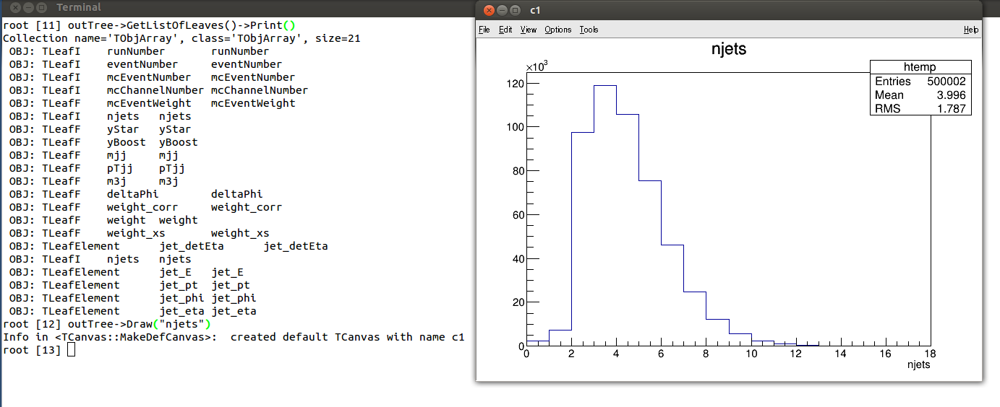 Terminal
root [11] outTree->GetListOfLeaves()->Print()
Collection name='TObjArray', class='TObjArray', size=21
OBJ: TLeafI runNumber runNumber
OBJ: TLeafI eventNumber eventNumber
OBJ: TLeafI mcEventNumber mcEventNumber
OBJ: TLeafI mcChannelNumber mcChannelNumber
OBJ: TLeafF mcEventWeight mcEventWeight
OBJ: TLeafI njets njets
OBJ: TLeafF yStar yStar
OBJ: TLeafF yBoost yBoost
OBJ: TLeafF mjj mjj
OBJ: TLeafF pTjj pTjj
OBJ: TLeafF m3j m3j
OBJ: TLeafF deltaPhi deltaPhi
OBJ: TLeafF weight_corr weight_corr
OBJ: TLeafF weight weight
OBJ: TLeafF weight_xs weight_xs
OBJ: TLeafElement jet_detEta jet_detEta
OBJ: TLeafI njets njets
OBJ: TLeafElement jet_E jet_E
OBJ: TLeafElement jet_pt jet_pt
OBJ: TLeafElement jet_phi jet_phi
OBJ: TLeafElement jet_eta jet_eta
root [12] outTree->Draw("njets")
Info in <TCanvas::MakeDefCanvas>: created default TCanvas with name c1
root [13]
c1
File Edit View Options Tools Help
njets
×10³
htemp
Entries 500002
Mean 3.996
RMS 1.787
120
100
80
60
40
20
0
0 2 4 6 8 10 12 14 16 18
njets